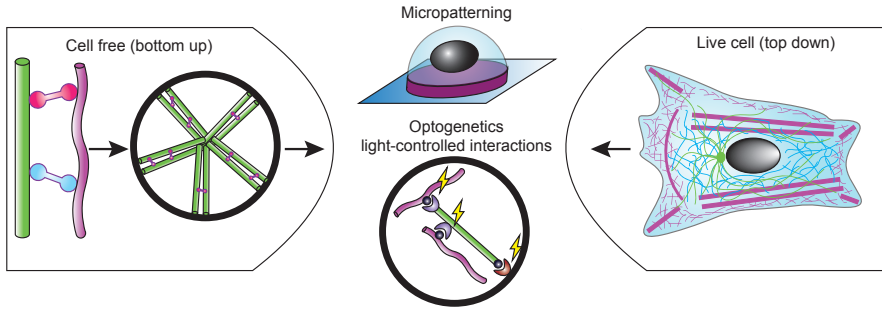 Cell free (bottom up)
Micropatterning
Optogenetics
light-controlled interactions
Live cell (top down)